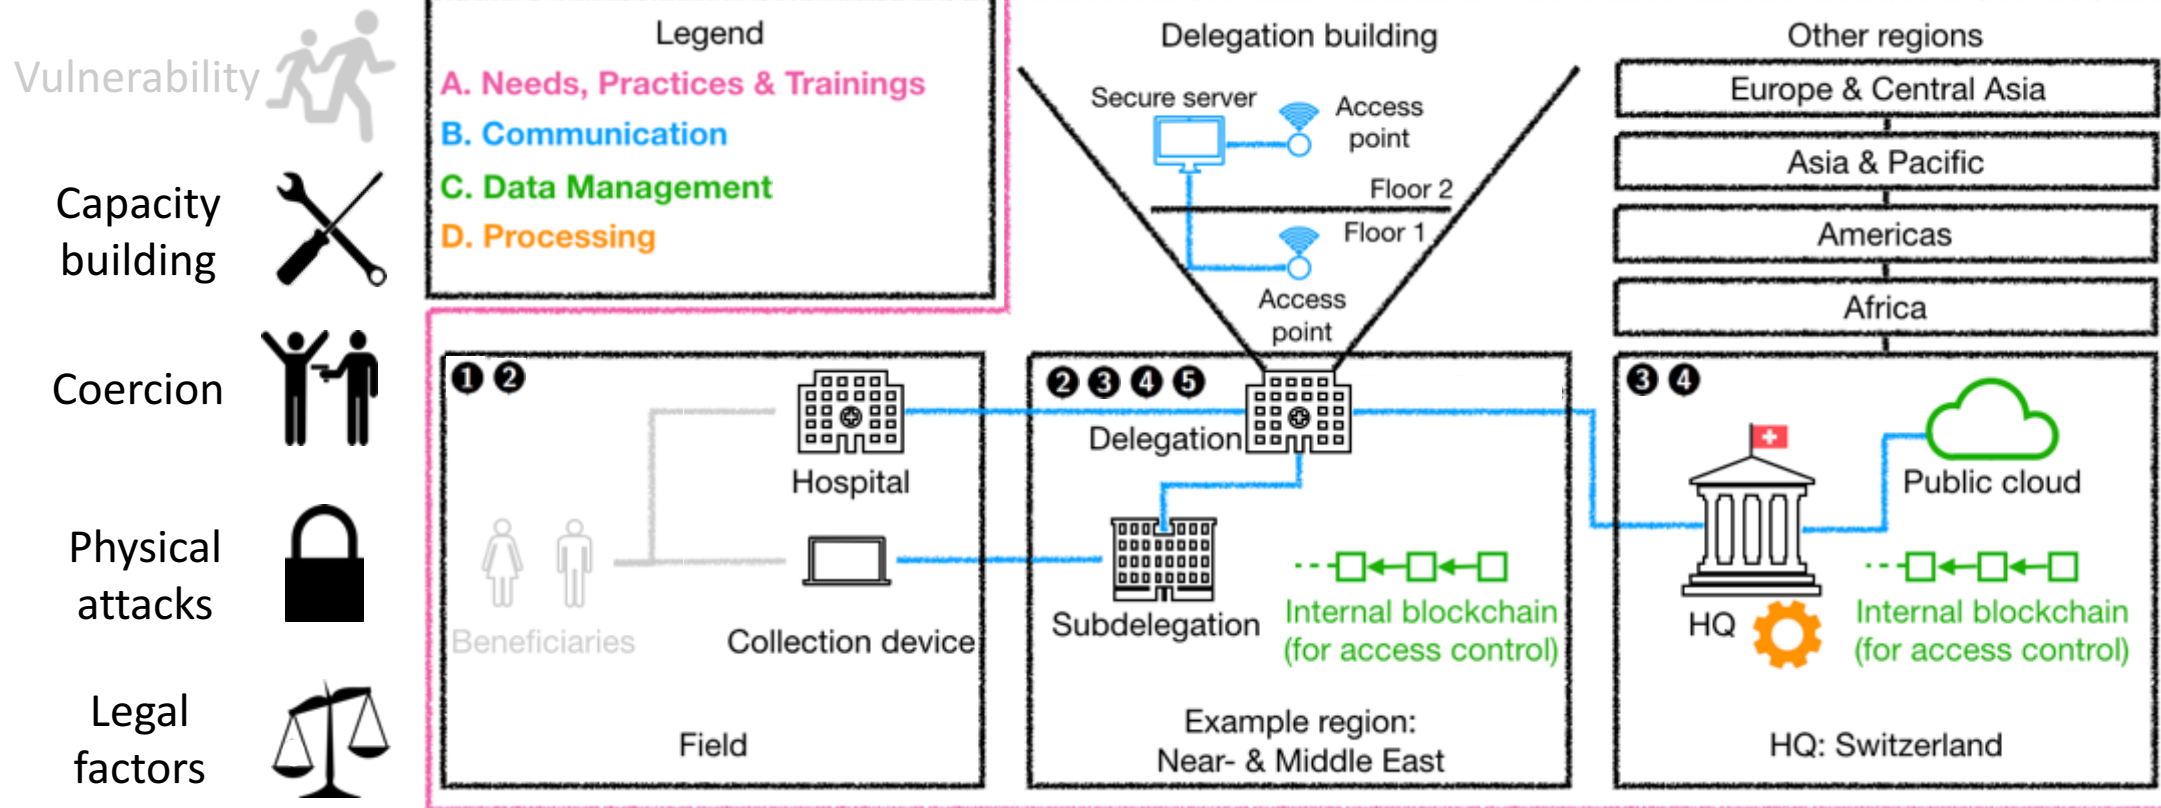 Vulnerability
Capacity
building
Coercion
Physical
attacks
Legal
factors
Legend
A. Needs, Practices & Trainings
B. Communication
C. Data Management
D. Processing
Delegation building
Secure server
Access
point
Floor 2
Floor 1
Access
point
Other regions
Europe & Central Asia
Asia & Pacific
Americas
Africa
❶ ❷
Hospital
Beneficiaries
Collection device
Field
❷ ❸ ❹ ❺
Delegation
Subdelegation
Internal blockchain
(for access control)
Example region:
Near- & Middle East
❸ ❹
Public cloud
HQ
Internal blockchain
(for access control)
HQ: Switzerland